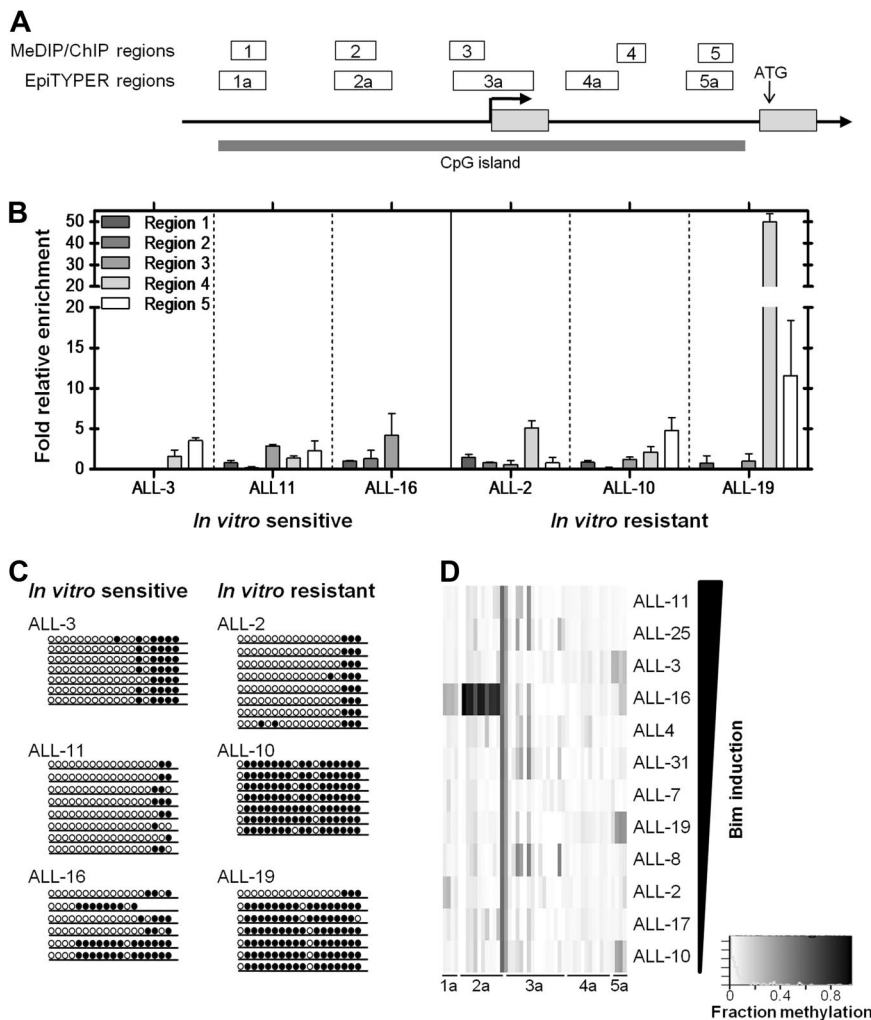 A
MeDIP/ChIP regions 1 2 3 4 5
EpiTYPER regions 1a 2a 3a 4a 5a
ATG
CpG island
B
Fold relative enrichment
50
40
30
20
20
15
10
5
0
Region 1
Region 2
Region 3
Region 4
Region 5
ALL-3 ALL11 ALL-16 ALL-2 ALL-10 ALL-19
In vitro sensitive In vitro resistant
C
In vitro sensitive In vitro resistant
ALL-3 ALL-2
ALL-11 ALL-10
ALL-16 ALL-19
D
ALL-11
ALL-25
ALL-3
ALL-16
ALL4
ALL-31
ALL-7
ALL-19
ALL-8
ALL-2
ALL-17
ALL-10
Bim induction
1a 2a 3a 4a 5a
0 0.4 0.8
Fraction methylation